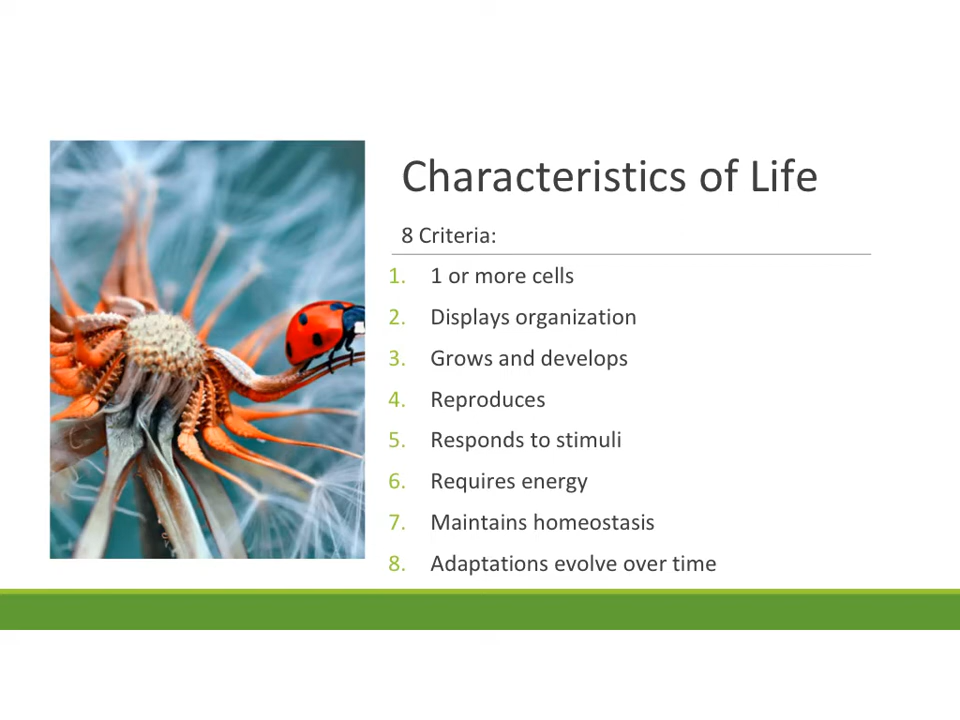 Characteristics of Life
8 Criteria:
1. 1 or more cells
2. Displays organization
3. Grows and develops
4. Reproduces
5. Responds to stimuli
6. Requires energy
7. Maintains homeostasis
8. Adaptations evolve over time